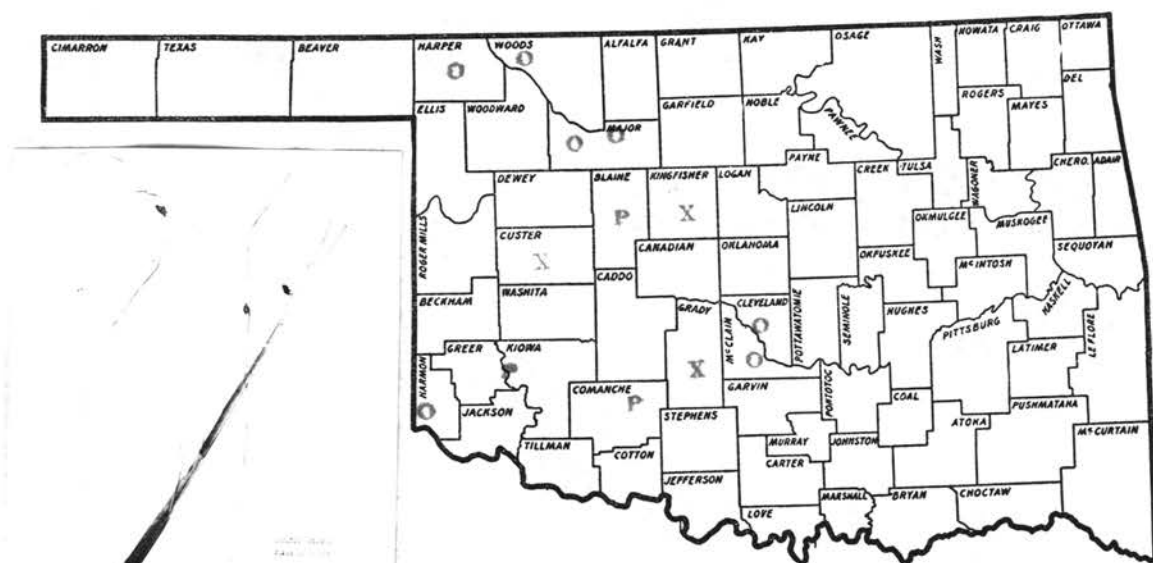 CIMARRON TEXAS BEAVER HARPER WOODS ALFALFA GRANT KAY OSAGE WASH NOWATA CRAIG OTTAWA
O O
DEL
ELLIS WOODWARD GARFIELD NOBLE ROGERS MAYES
O O MAJOR PAWNEE
PAYNE
DEWEY BLAINE KINGFISHER LOGAN CREEK TULSA WAGONER CHERO. ADAIR
P X LINCOLN
OKMULGEE MUSKOGEE
ROGER MILLS CUSTER CANADIAN OKLAHOMA OKFUSKEE SEQUOYAH
X McINTOSH
CADDO
BECKHAM WASHITA GRADY CLEVELAND POTTAWATOMIE SEMINOLE HUGHES PITTSBURG HASKELL LEFLORE
O
GREER KIOWA McCLAIN LATIMER
HARMON O X O
COMANCHE GARVIN PONTOTOC COAL
JACKSON P STEPHENS ATOKA PUSHMATAHA
TILLMAN COTTON MURRAY JOHNSTON McCURTAIN
CARTER
JEFFERSON MARSHALL BRYAN CHOCTAW
LOVE